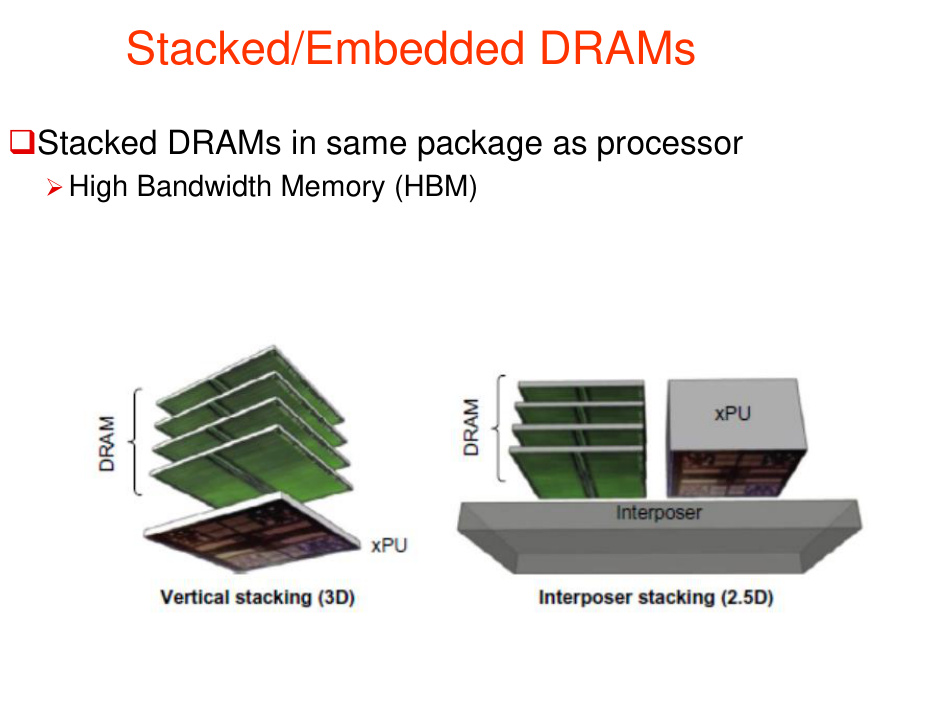 Stacked/Embedded DRAMs
Stacked DRAMs in same package as processor
High Bandwidth Memory (HBM)
DRAM
xPU
Vertical stacking (3D)
DRAM
xPU
Interposer
Interposer stacking (2.5D)